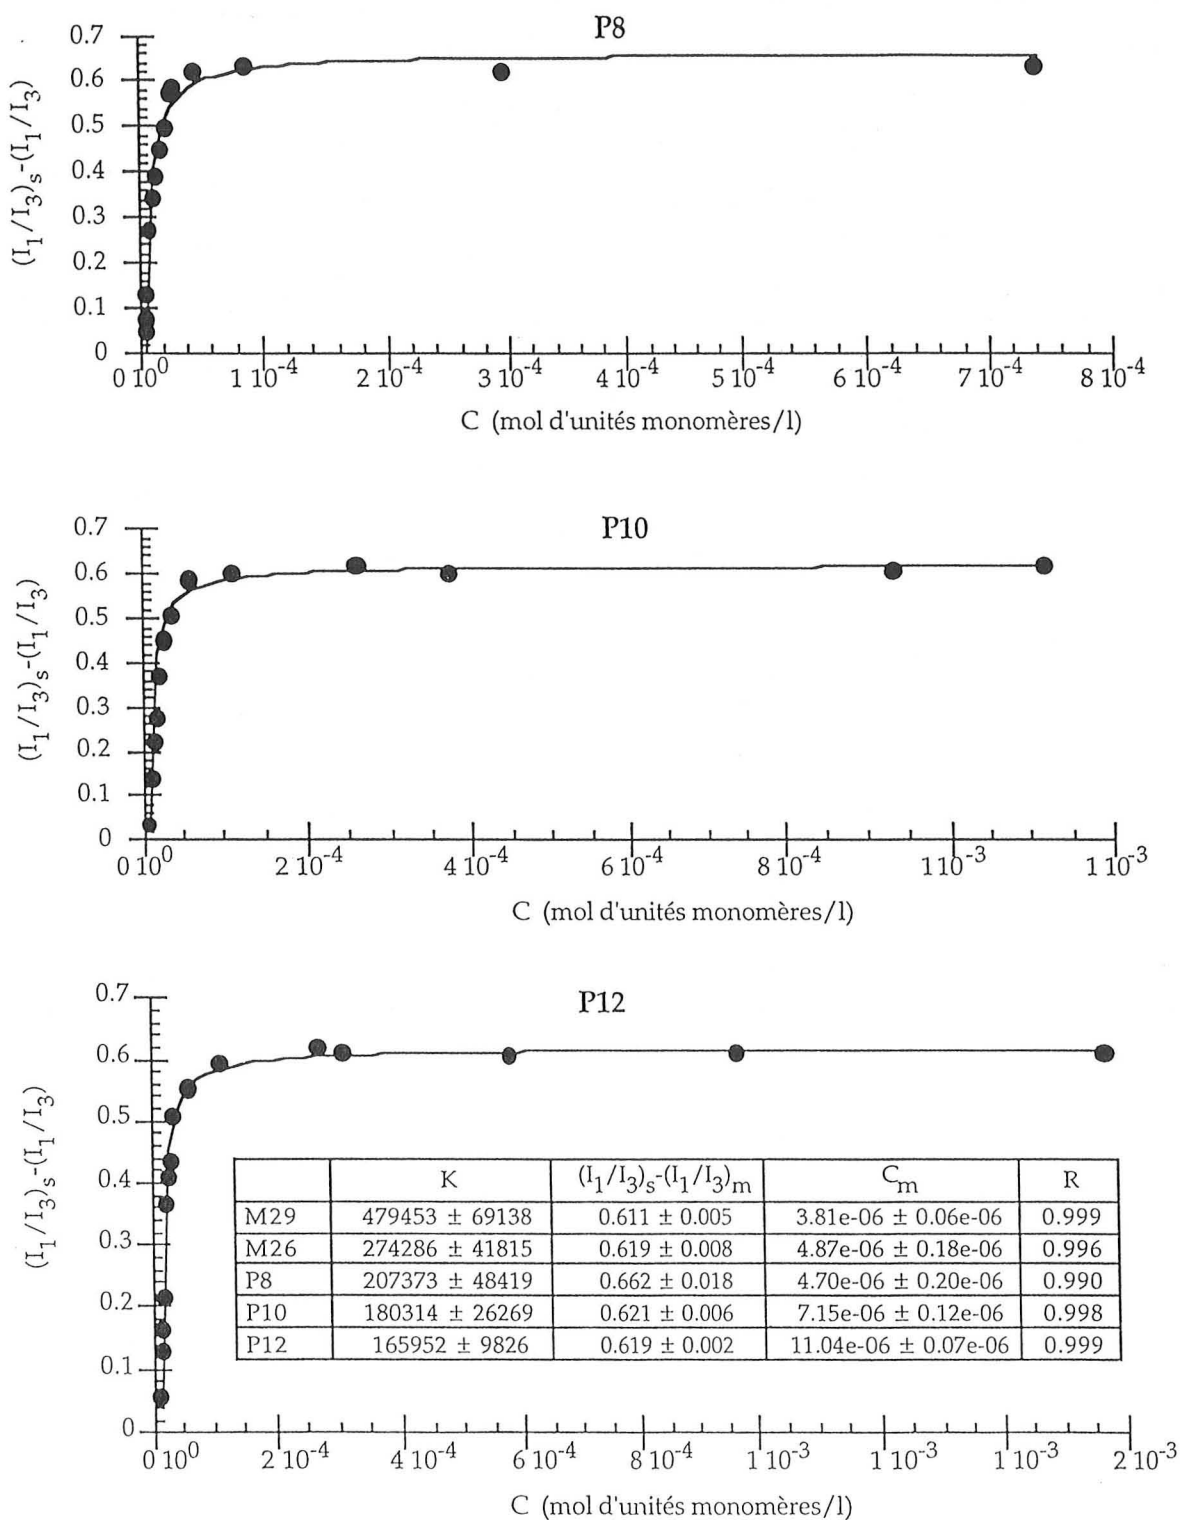 P8
0.7
0.6
0.5
0.4
0.3
0.2
0.1
0
(I1/I3)s-(I1/I3)
0 10^0 1 10^-4 2 10^-4 3 10^-4 4 10^-4 5 10^-4 6 10^-4 7 10^-4 8 10^-4
C (mol d'unités monomères/l)
P10
0.7
0.6
0.5
0.4
0.3
0.2
0.1
0
(I1/I3)s-(I1/I3)
0 10^0 2 10^-4 4 10^-4 6 10^-4 8 10^-4 1 10^-3 1 10^-3
C (mol d'unités monomères/l)
P12
0.7
0.6
0.5
0.4
0.3
0.2
0.1
0
(I1/I3)s-(I1/I3)
K (I1/I3)s-(I1/I3)m Cm R
M29 479453 ± 69138 0.611 ± 0.005 3.81e-06 ± 0.06e-06 0.999
M26 274286 ± 41815 0.619 ± 0.008 4.87e-06 ± 0.18e-06 0.996
P8 207373 ± 48419 0.662 ± 0.018 4.70e-06 ± 0.20e-06 0.990
P10 180314 ± 26269 0.621 ± 0.006 7.15e-06 ± 0.12e-06 0.998
P12 165952 ± 9826 0.619 ± 0.002 11.04e-06 ± 0.07e-06 0.999
0 10^0 2 10^-4 4 10^-4 6 10^-4 8 10^-4 1 10^-3 1 10^-3 1 10^-3 2 10^-3
C (mol d'unités monomères/l)